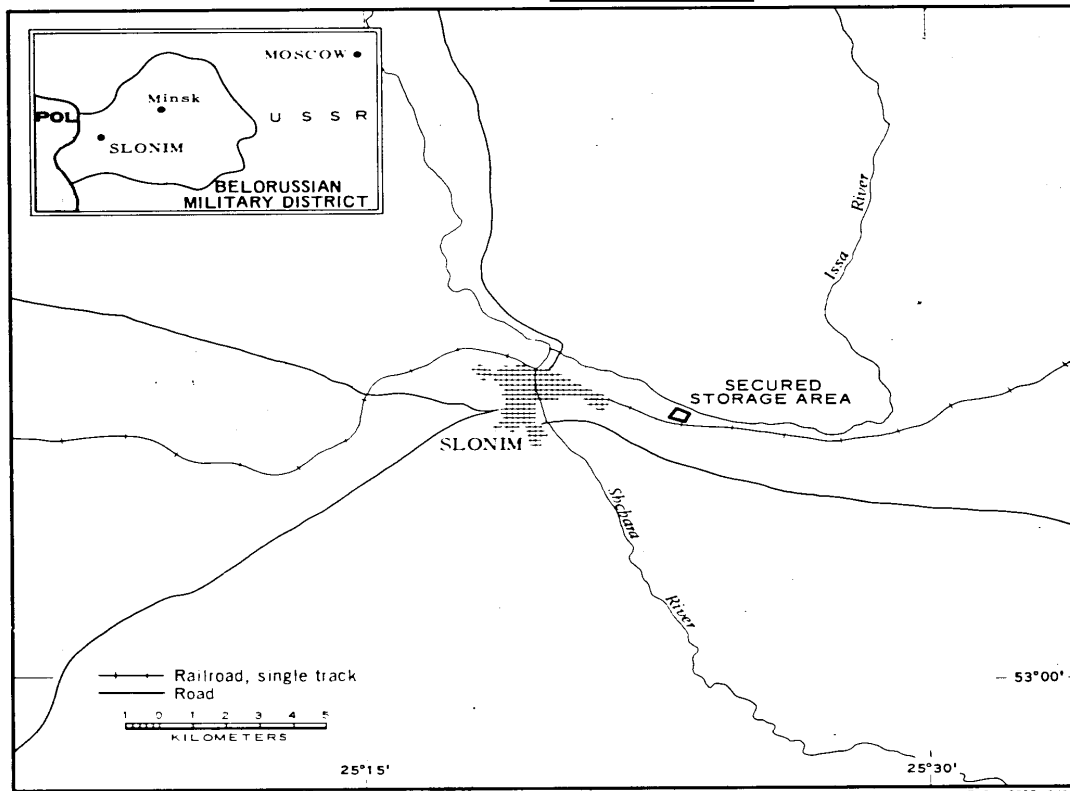 MOSCOW
Minsk
POL
U S S R
SLONIM
BELORUSSIAN
MILITARY DISTRICT
Issa River
SECURED
STORAGE AREA
SLONIM
Shchara River
Railroad, single track
Road
1 0 1 2 3 4 5
KILOMETERS
53°00'
25°15'
25°30'